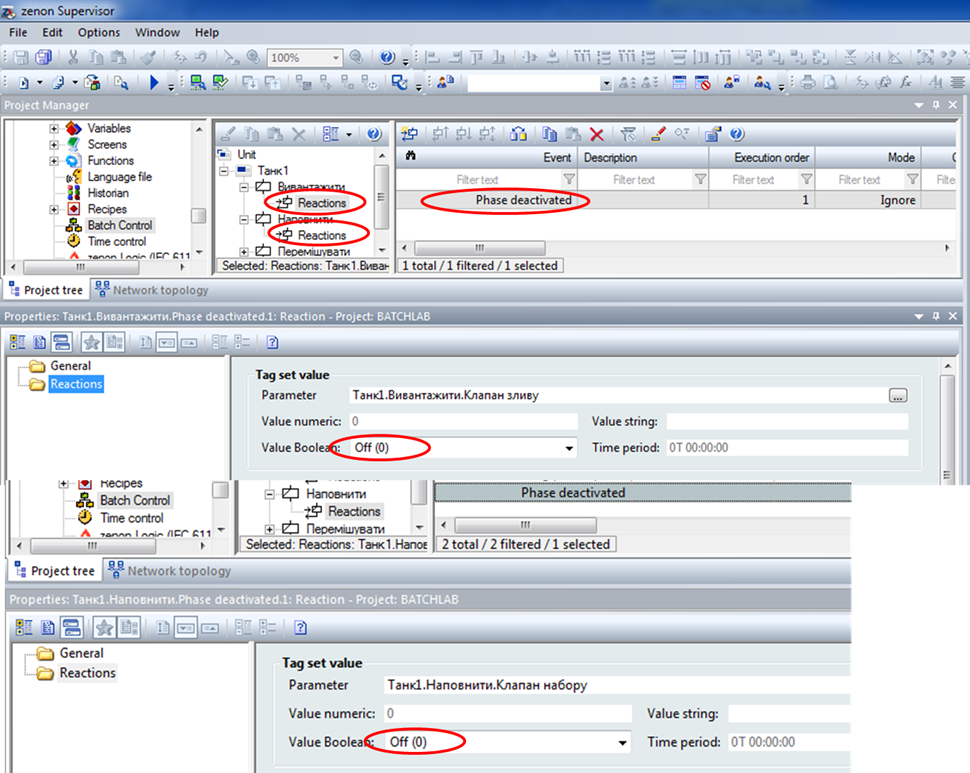 zenon Supervisor
File Edit Options Window Help
100%
Project Manager
Variables
Screens
Functions
Language file
Historian
Recipes
Batch Control
Time control
zenon Logic (IEC 611
Unit
Танк1
Вивантажити
Reactions
Наповнити
Reactions
Перемішувати
Selected: Reactions: Танк1.Виван
Event Description Execution order Mode
Filter text Filter text Filter text Filter text Filte
Phase deactivated 1 Ignore
1 total / 1 filtered / 1 selected
Project tree Network topology
Properties: Танк1.Вивантажити.Phase deactivated.1: Reaction - Project: BATCHLAB
General
Reactions
Tag set value
Parameter Танк1.Вивантажити.Клапан зливу ...
Value numeric: 0 Value string:
Value Boolean: Off (0) Time period: 0T 00:00:00
Recipes
Batch Control
Time control
zenon Logic (IEC 611
Reactions
Наповнити
Reactions
Перемішувати
Selected: Reactions: Танк1.Напов
Phase deactivated
2 total / 2 filtered / 1 selected
Project tree Network topology
Properties: Танк1.Наповнити.Phase deactivated.1: Reaction - Project: BATCHLAB
General
Reactions
Tag set value
Parameter Танк1.Наповнити.Клапан набору
Value numeric: 0 Value string:
Value Boolean: Off (0) Time period: 0T 00:00:00